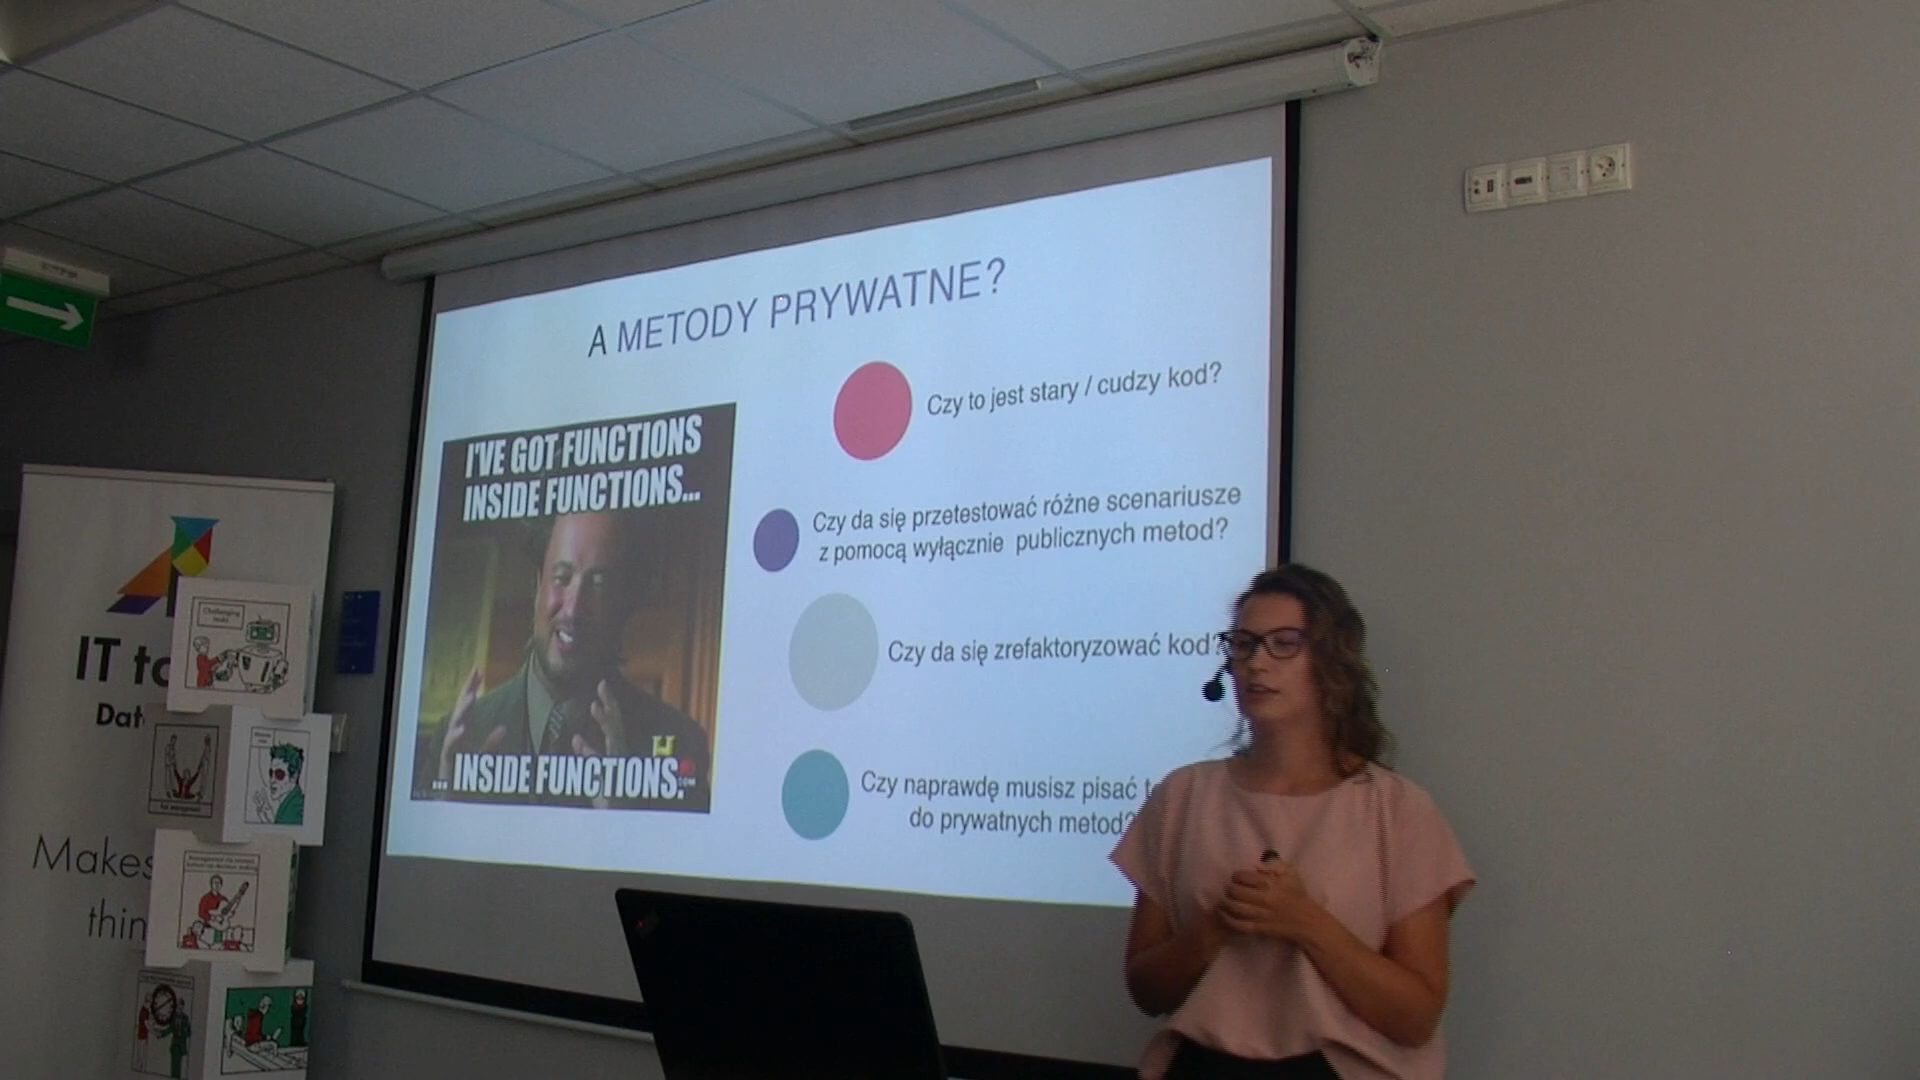 A METODY PRYWATNE?
I'VE GOT FUNCTIONS
INSIDE FUNCTIONS...
... INSIDE FUNCTIONS.
Czy to jest stary / cudzy kod?
Czy da się przetestować różne scenariusze
z pomocą wyłącznie publicznych metod?
Czy da się zrefaktoryzować kod?
Czy naprawdę musisz pisać
do prywatnych metod?
IT
Makes
Challenging